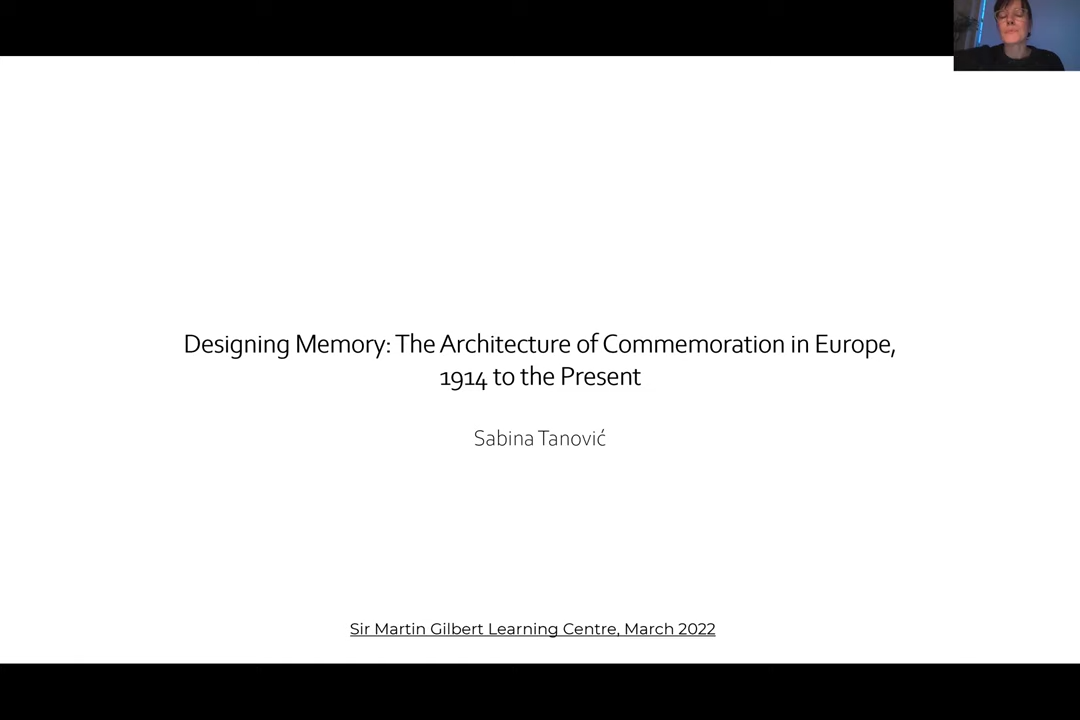 Designing Memory: The Architecture of Commemoration in Europe,
1914 to the Present
Sabina Tanović
Sir Martin Gilbert Learning Centre, March 2022